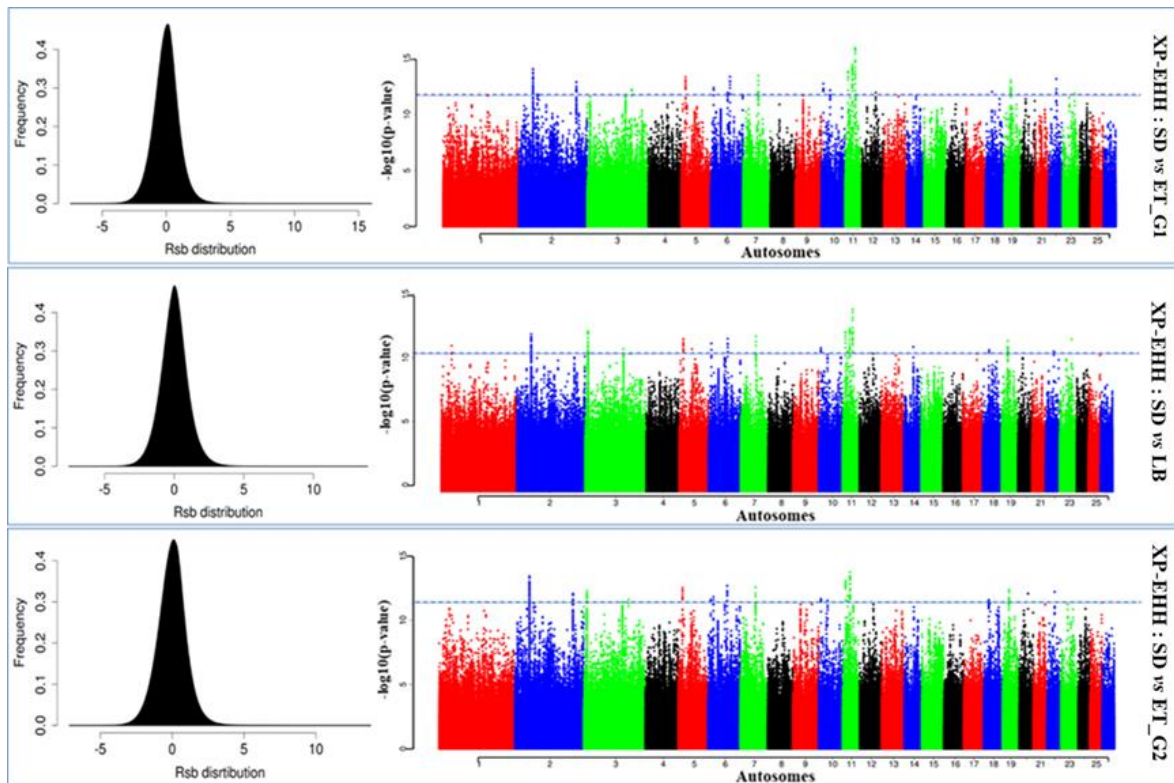 Frequency
0.0 0.1 0.2 0.3 0.4
-5 0 5 10 15
Rsb distribution
-log10(p-value)
0 5 10 15
1 2 3 4 5 6 7 8 9 10 11 12 13 14 15 16 17 18 19 21 23 25
Autosomes
XP-EHH : SD vs ET_G1
Frequency
0.0 0.1 0.2 0.3 0.4
-5 0 5 10
Rsb distribution
-log10(p-value)
0 5 10 15
1 2 3 4 5 6 7 8 9 10 11 12 13 14 15 16 17 18 19 21 23 25
Autosomes
XP-EHH : SD vs LB
Frequency
0.0 0.1 0.2 0.3 0.4
-5 0 5 10
Rsb disrtibution
-log10(p-value)
0 5 10 15
1 2 3 4 5 6 7 8 9 10 11 12 13 14 15 16 17 18 19 21 23 25
Autosomes
XP-EHH : SD vs ET_G2